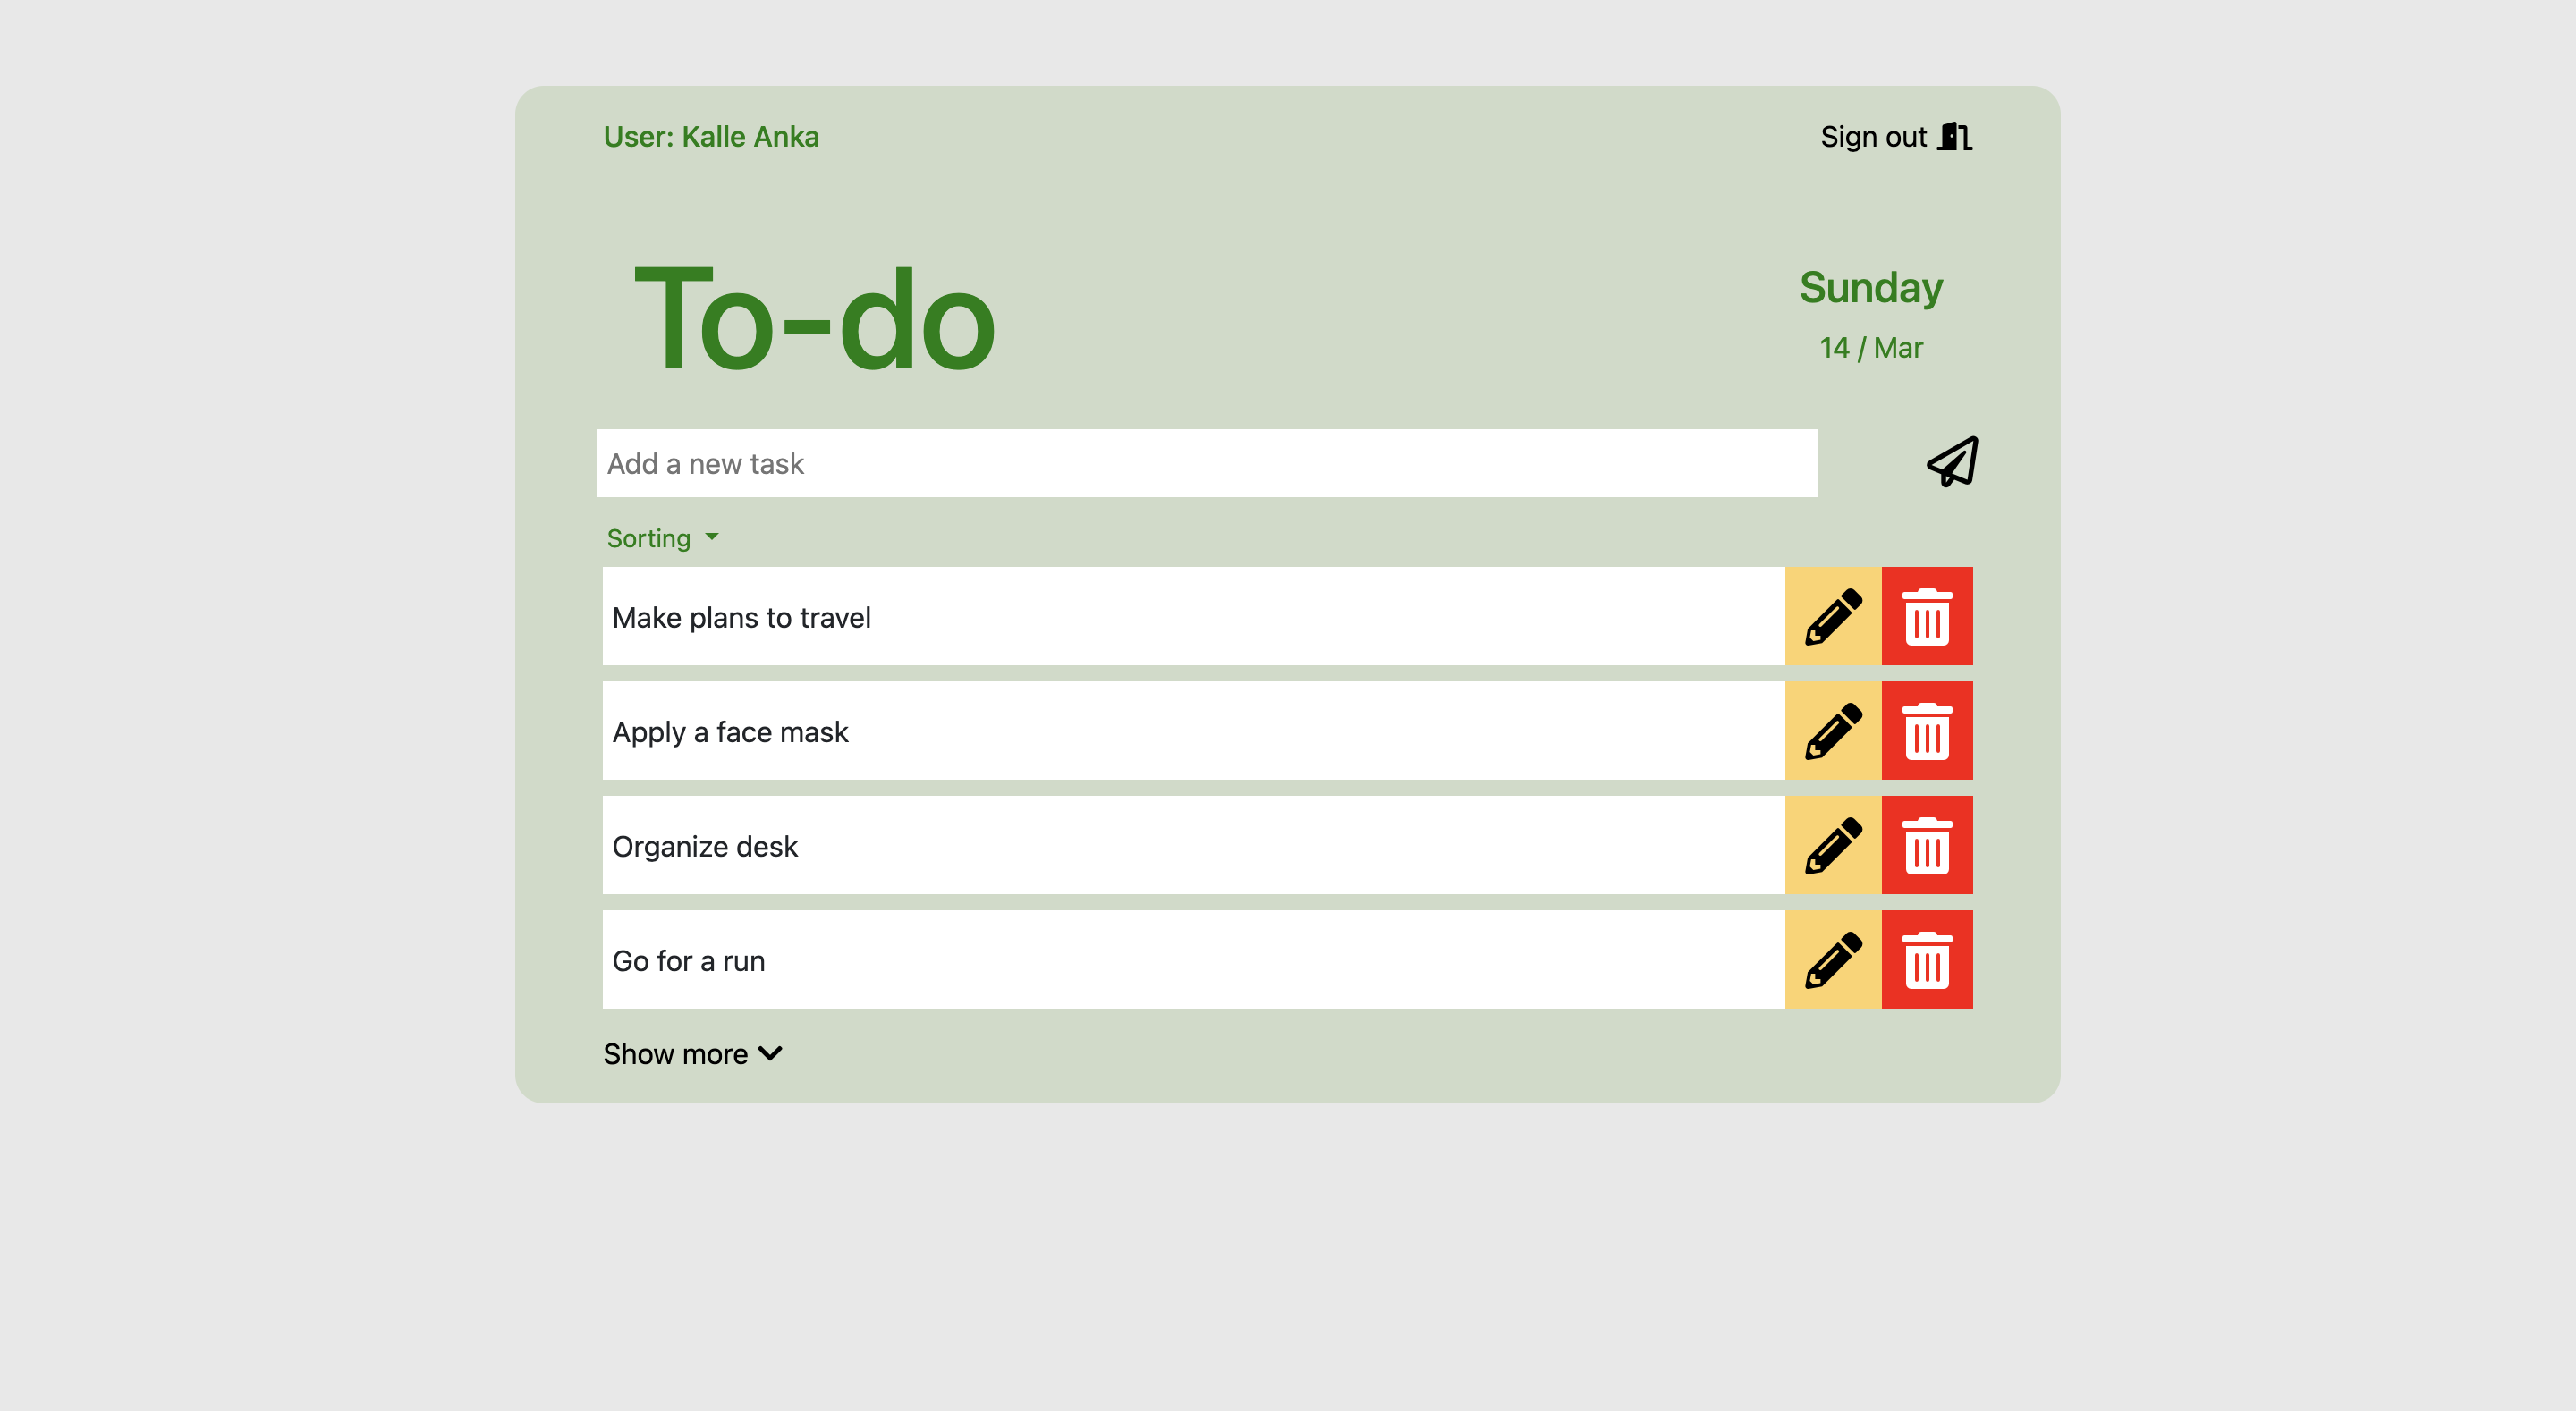 User: Kalle Anka
Sign out
To-do
Sunday
14 / Mar
Add a new task
Sorting
Make plans to travel
Apply a face mask
Organize desk
Go for a run
Show more